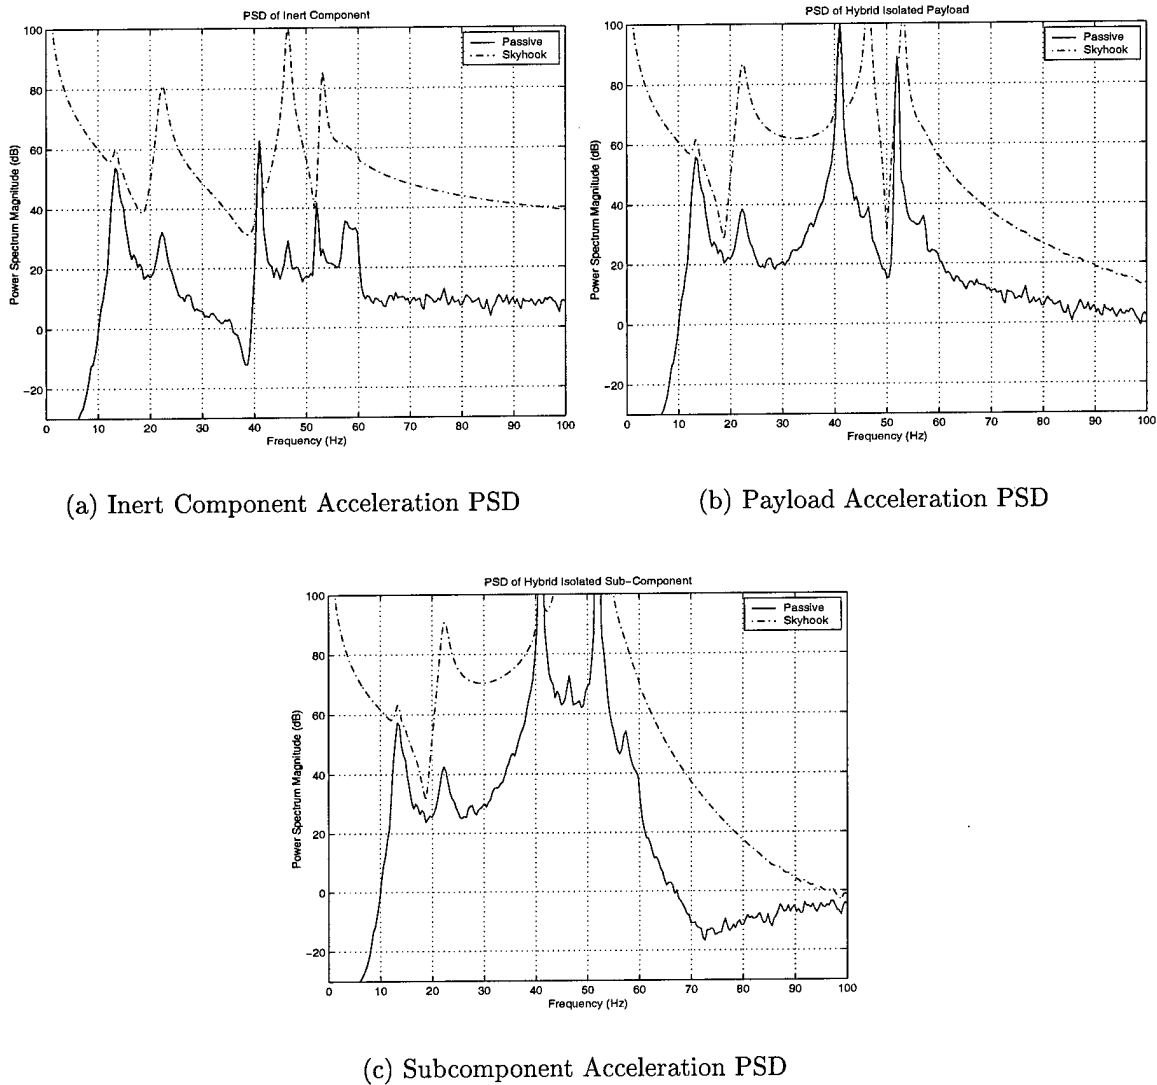 PSD of Inert Component
Passive
Skyhook
Power Spectrum Magnitude (dB)
100
80
60
40
20
0
−20
0 10 20 30 40 50 60 70 80 90 100
Frequency (Hz)
(a) Inert Component Acceleration PSD
PSD of Hybrid Isolated Payload
Passive
Skyhook
Power Spectrum Magnitude (dB)
100
80
60
40
20
0
−20
0 10 20 30 40 50 60 70 80 90 100
Frequency (Hz)
(b) Payload Acceleration PSD
PSD of Hybrid Isolated Sub−Component
Passive
Skyhook
Power Spectrum Magnitude (dB)
100
80
60
40
20
0
−20
0 10 20 30 40 50 60 70 80 90 100
Frequency (Hz)
(c) Subcomponent Acceleration PSD